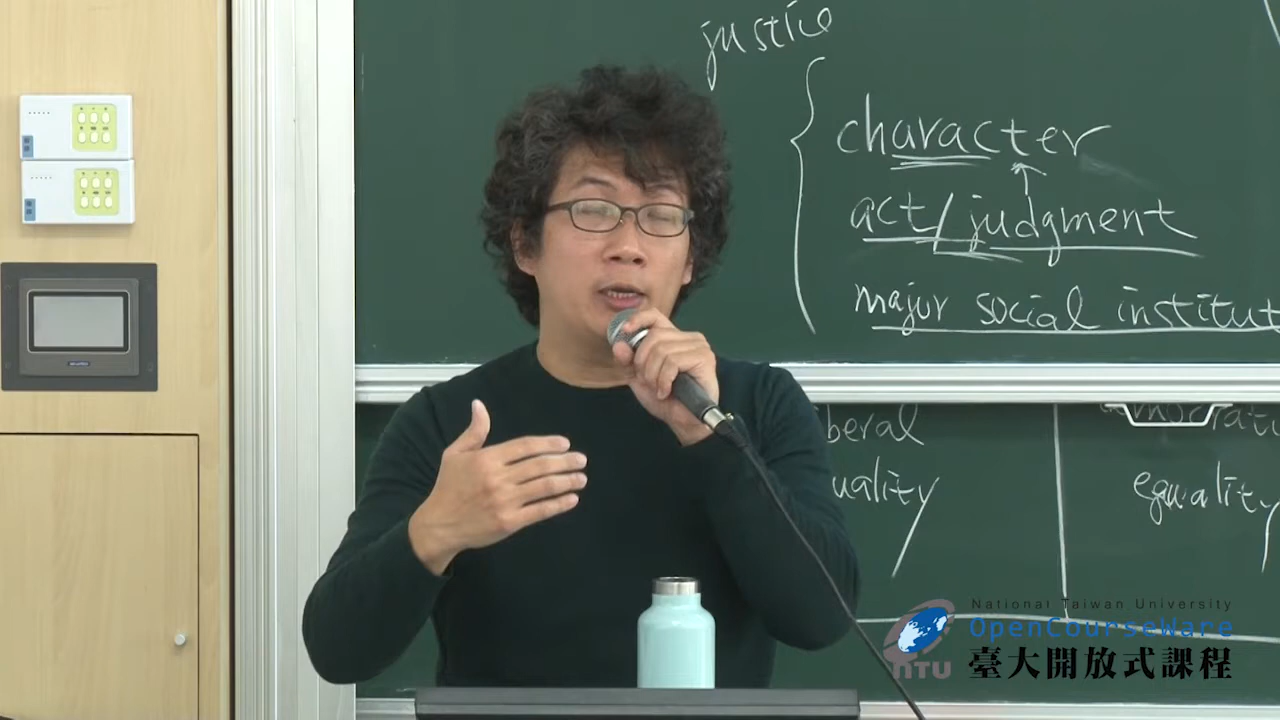 justice
character
act/judgment
major social institut
beral
uality
equality
National Taiwan University
OpenCourseWare
NTU
臺大開放式課程